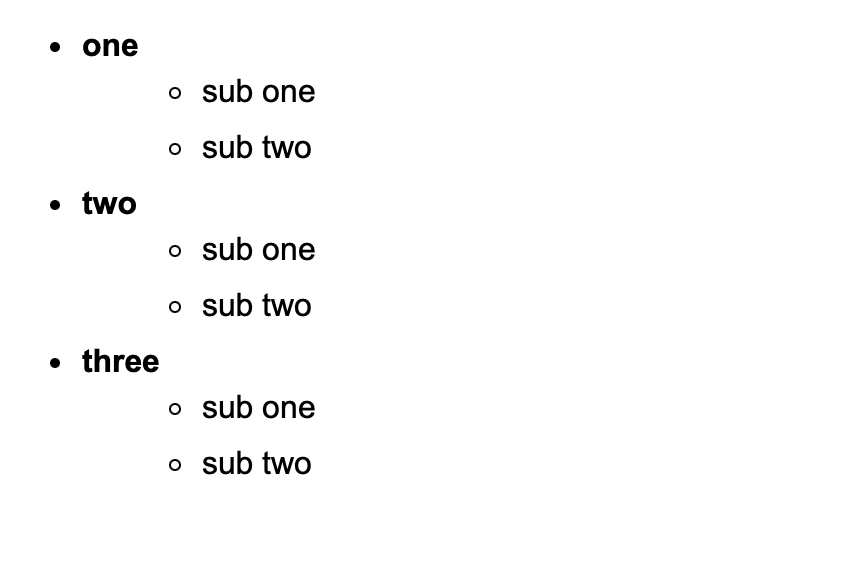 • one
◦ sub one
◦ sub two
• two
◦ sub one
◦ sub two
• three
◦ sub one
◦ sub two